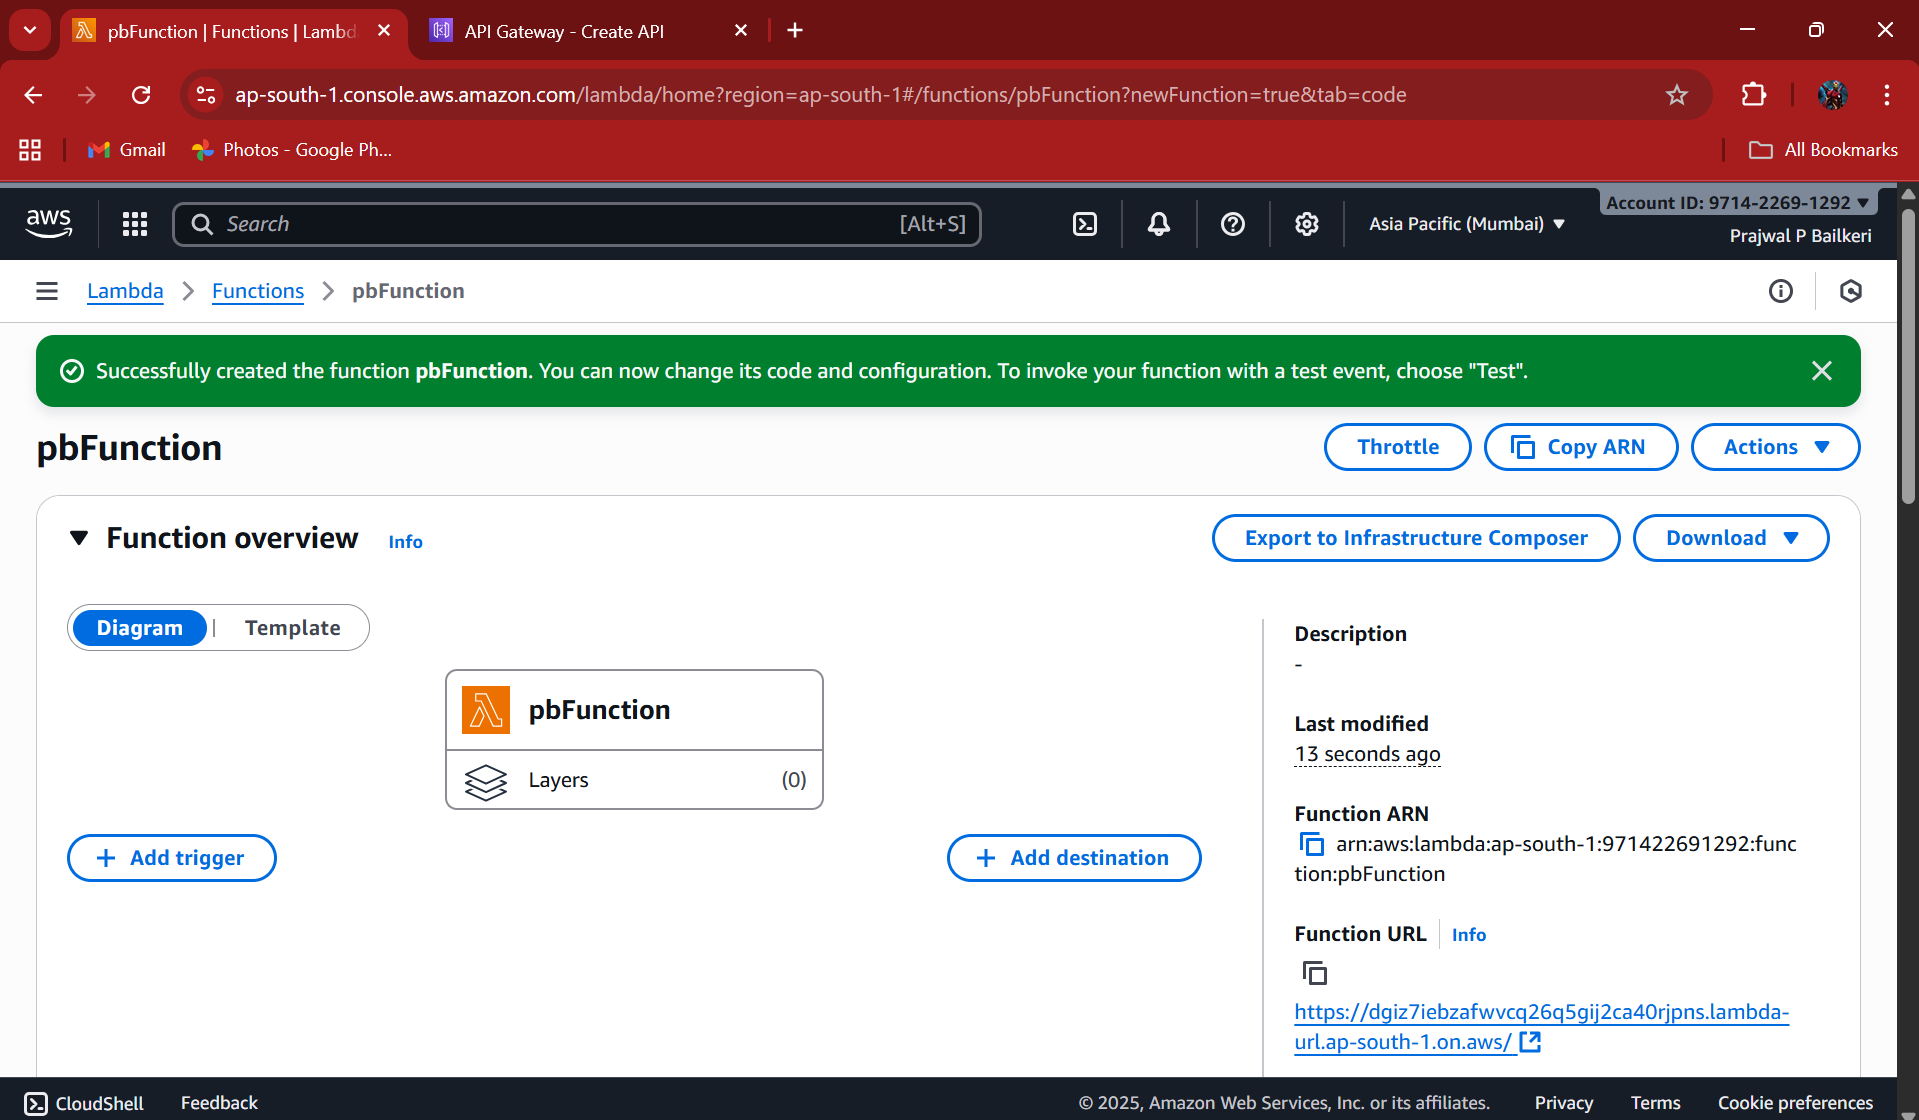 pbFunction | Functions | Lambd
API Gateway - Create API
ap-south-1.console.aws.amazon.com/lambda/home?region=ap-south-1#/functions/pbFunction?newFunction=true&tab=code
Gmail
Photos - Google Ph...
All Bookmarks
aws
Search
[Alt+S]
Asia Pacific (Mumbai)
Account ID: 9714-2269-1292
Prajwal P Bailkeri
Lambda
Functions
pbFunction
Successfully created the function pbFunction. You can now change its code and configuration. To invoke your function with a test event, choose "Test".
pbFunction
Throttle
Copy ARN
Actions
Function overview
Info
Export to Infrastructure Composer
Download
Diagram
Template
pbFunction
Layers
(0)
Add trigger
Add destination
Description
-
Last modified
13 seconds ago
Function ARN
arn:aws:lambda:ap-south-1:971422691292:func
tion:pbFunction
Function URL
Info
https://dgiz7iebzafwvcq26q5gij2ca40rjpns.lambda-
url.ap-south-1.on.aws/
CloudShell
Feedback
© 2025, Amazon Web Services, Inc. or its affiliates.
Privacy
Terms
Cookie preferences